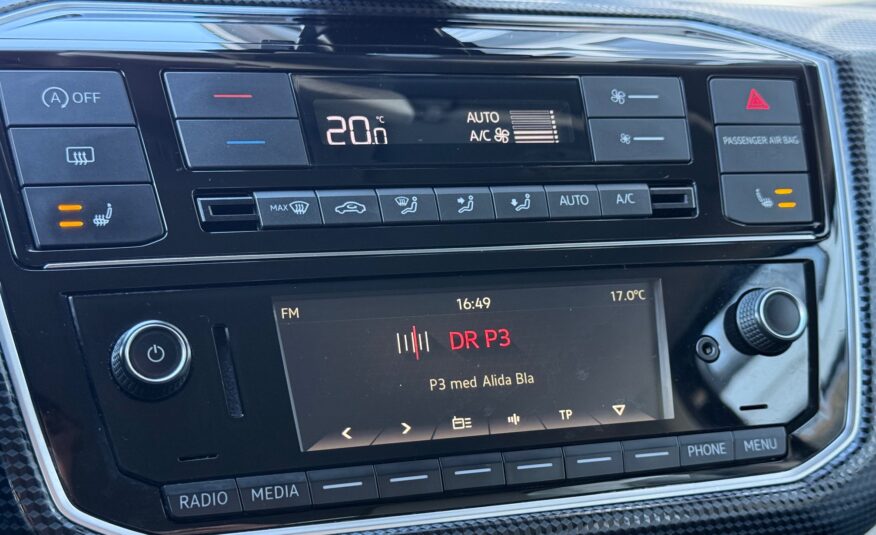 A OFF
20.0 °C
AUTO
A/C
PASSENGER AIR BAG
MAX
AUTO
A/C
FM
16:49
17.0°C
DR P3
P3 med Alida Bla
TP
RADIO
MEDIA
PHONE
MENU